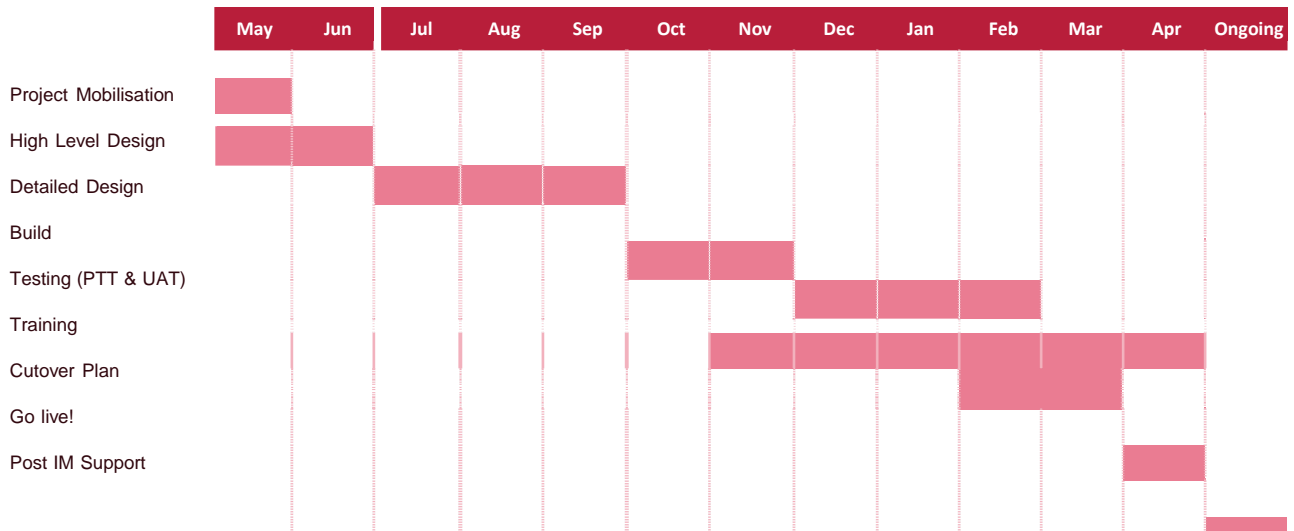 May Jun Jul Aug Sep Oct Nov Dec Jan Feb Mar Apr Ongoing
Project Mobilisation
High Level Design
Detailed Design
Build
Testing (PTT & UAT)
Training
Cutover Plan
Go live!
Post IM Support